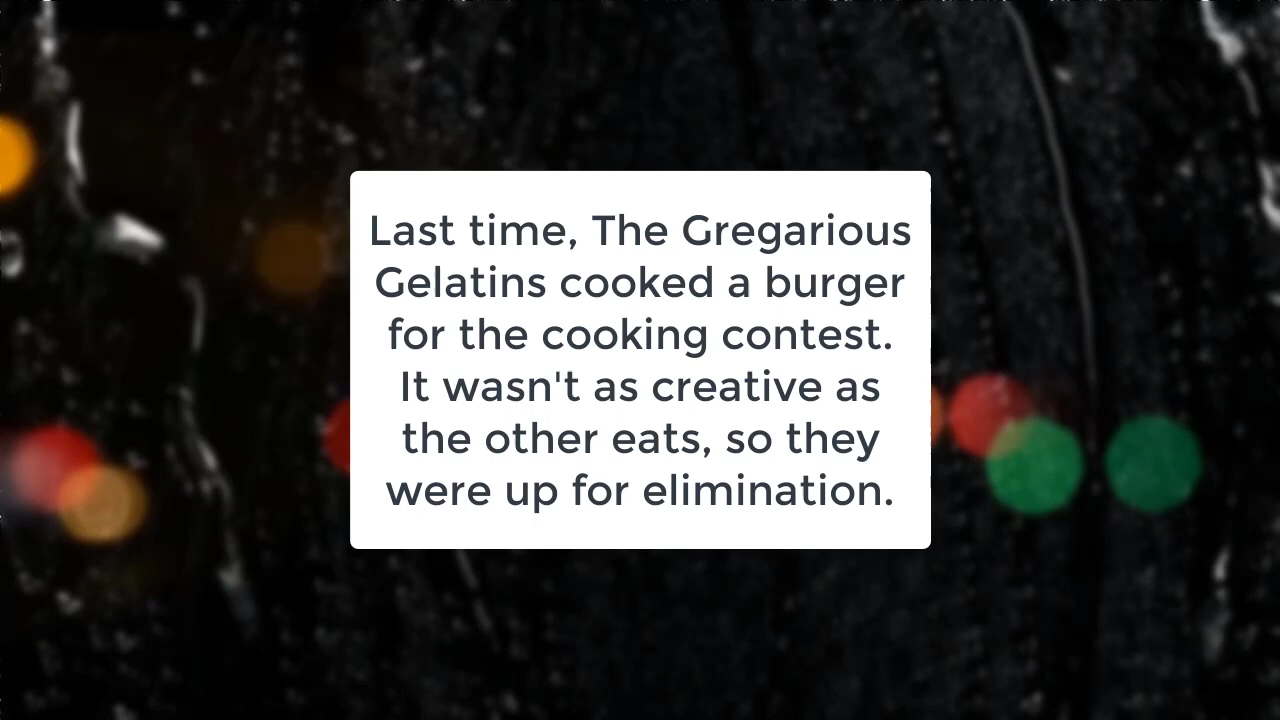 Last time, The Gregarious
Gelatins cooked a burger
for the cooking contest.
It wasn't as creative as
the other eats, so they
were up for elimination.